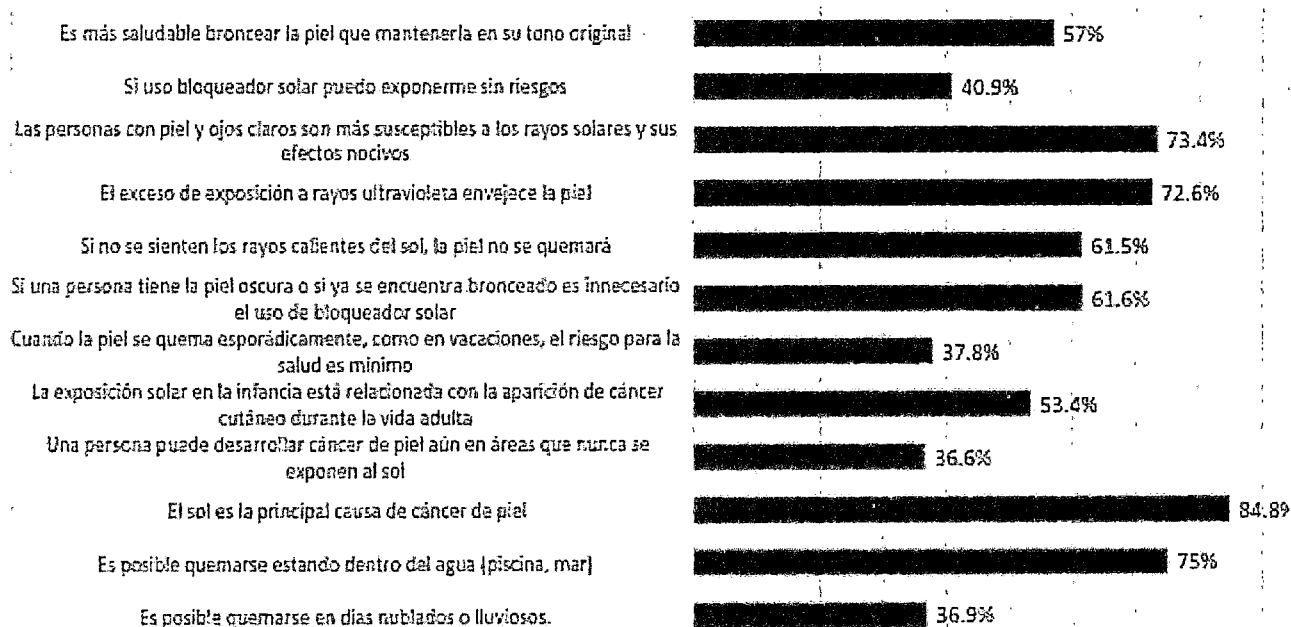 Es más saludable broncear la piel que mantenerla en su tono original
57%
Si uso bloqueador solar puedo exponerme sin riesgos
40.9%
Las personas con piel y ojos claros son más susceptibles a los rayos solares y sus
efectos nocivos
73.4%
El exceso de exposición a rayos ultravioleta envejece la piel
72.6%
Si no se sienten los rayos calientes del sol, la piel no se quemará
61.5%
Si una persona tiene la piel oscura o si ya se encuentra bronceado es innecesario
el uso de bloqueador solar
61.6%
Cuando la piel se quema esporádicamente, como en vacaciones, el riesgo para la
salud es mínimo
37.8%
La exposición solar en la infancia está relacionada con la aparición de cáncer
cutáneo durante la vida adulta
53.4%
Una persona puede desarrollar cáncer de piel aún en áreas que nunca se
exponen al sol
36.6%
El sol es la principal causa de cáncer de piel
84.8%
Es posible quemarse estando dentro del agua (piscina, mar)
75%
Es posible quemarse en días nublados o lluviosos.
36.9%